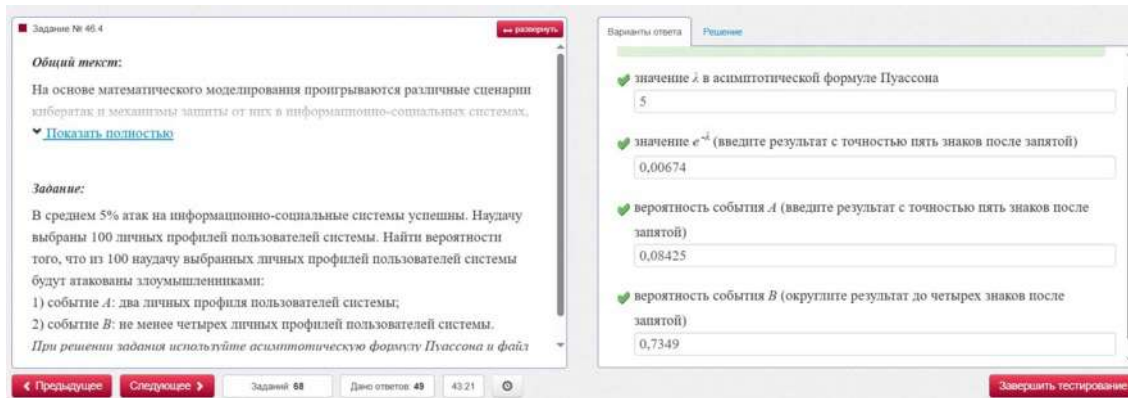 Задание № 46.4
развернуть
Общий текст:
На основе математического моделирования проигрываются различные сценарии
кибератак и механизмы защиты от них в информационно-социальных системах,
Показать полностью
Задание:
В среднем 5% атак на информационно-социальные системы успешны. Наудачу
выбраны 100 личных профилей пользователей системы. Найти вероятности
того, что из 100 наудачу выбранных личных профилей пользователей системы
будут атакованы злоумышленниками:
1) событие A: два личных профиля пользователей системы;
2) событие B: не менее четырех личных профилей пользователей системы.
При решении задания используйте асимптотическую формулу Пуассона и файл
Варианты ответа
Решение
значение λ в асимптотической формуле Пуассона
5
значение e^-λ (введите результат с точностью пять знаков после запятой)
0,00674
вероятность события A (введите результат с точностью пять знаков после
запятой)
0,08425
вероятность события B (округлите результат до четырех знаков после
запятой)
0,7349
Предыдущее
Следующее
Заданий: 68
Дано ответов: 49
43:21
Завершить тестирование